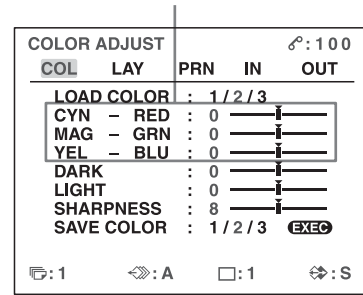 COLOR ADJUST :100
COL LAY PRN IN OUT
LOAD COLOR : 1/2/3
CYN – RED : 0
MAG – GRN : 0
YEL – BLU : 0
DARK : 0
LIGHT : 0
SHARPNESS : 8
SAVE COLOR : 1/2/3 EXEC
:1 :A :1 :S